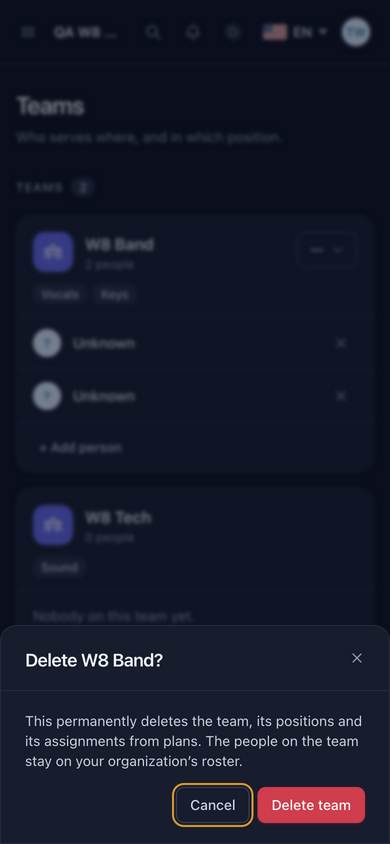 QA W8 ...
EN
TW
Teams
Who serves where, and in which position.
TEAMS 2
W8 Band
2 people
Vocals Keys
? Unknown
? Unknown
+ Add person
W8 Tech
0 people
Sound
Nobody on this team yet.
Delete W8 Band?
This permanently deletes the team, its positions and
its assignments from plans. The people on the team
stay on your organization’s roster.
Cancel Delete team